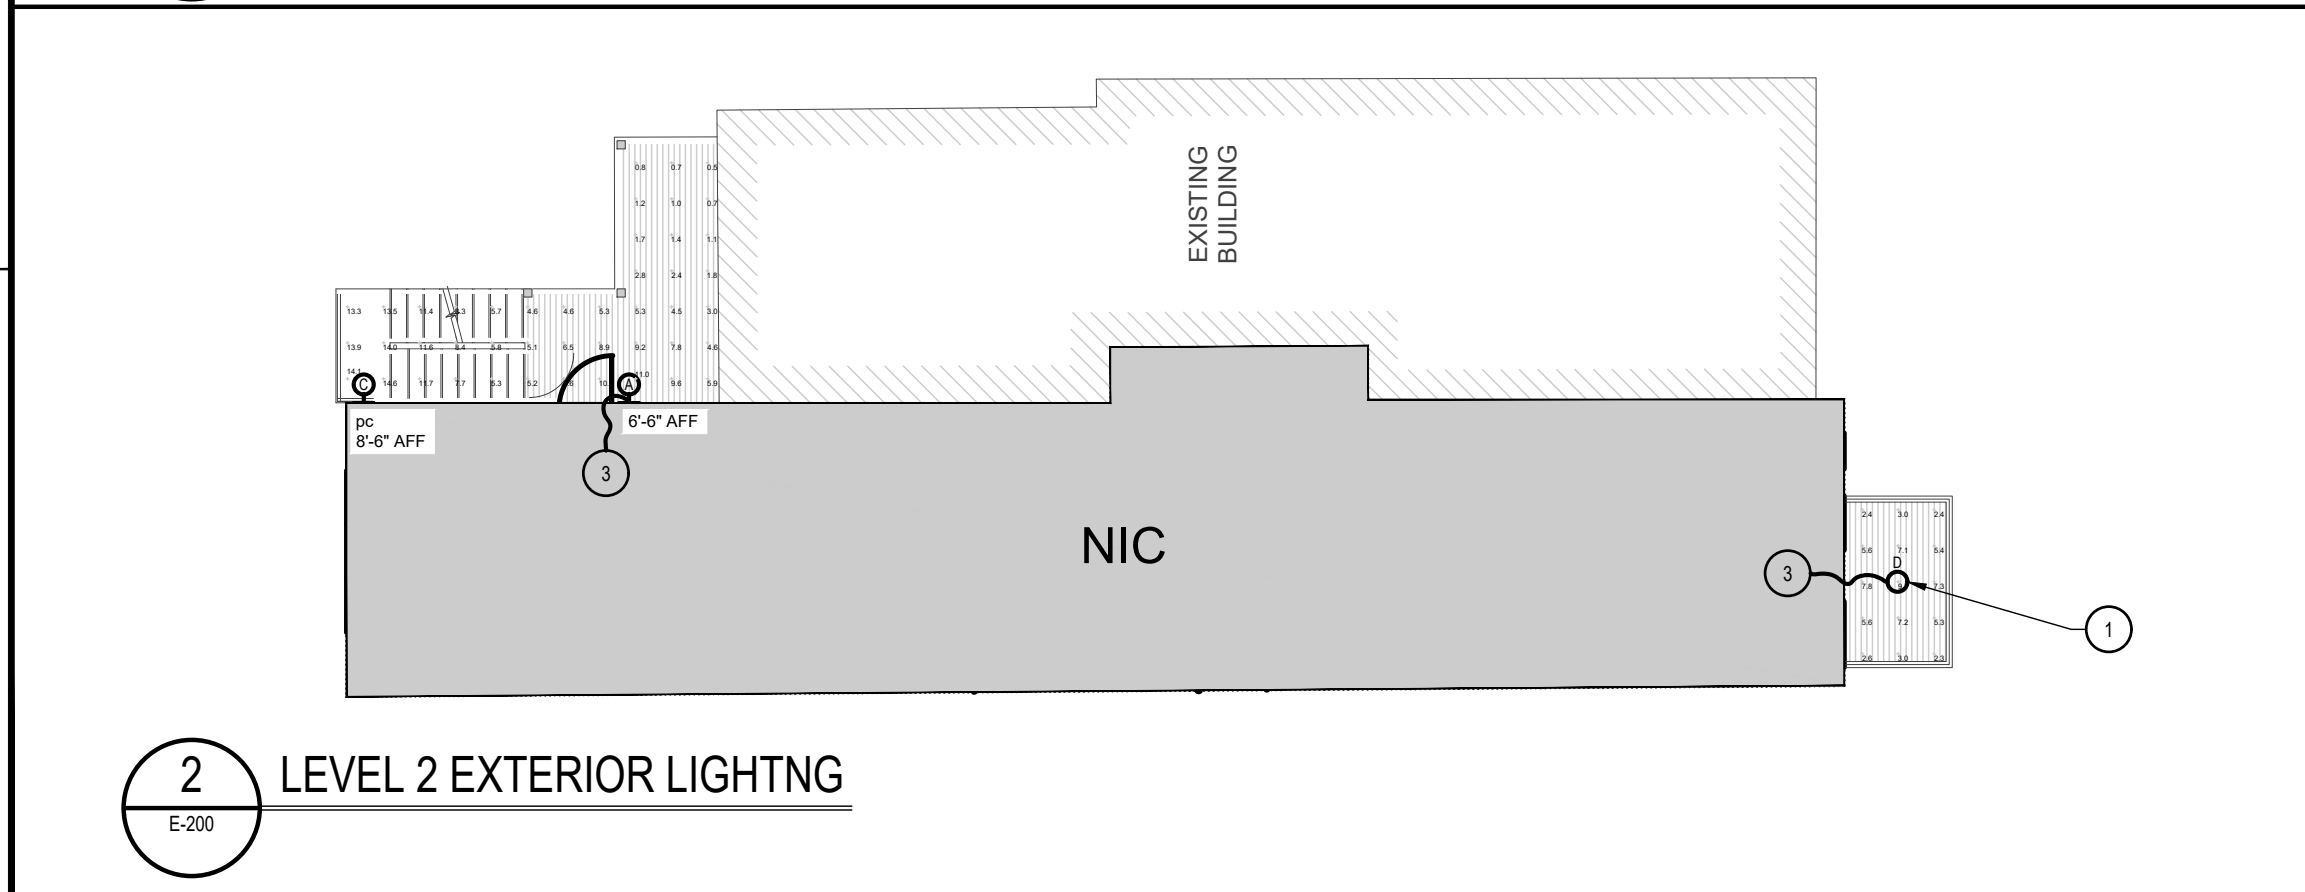 EXISTING
BUILDING
0.8 0.7 0.5
1.2 1.0 0.7
1.7 1.4 1.1
2.8 2.4 1.8
13.3 13.5 11.4 5.7 4.6 4.6 5.3 5.3 4.5 3.0
13.9 14.0 11.6 8.4 5.8 5.1 6.5 8.9 9.2 7.8 4.6
14.1 14.6 11.7 7.7 5.3 5.2 11.0 9.6 5.9
C
A
pc
8'-6" AFF
6'-6" AFF
3
NIC
2.4 3.0 2.4
5.6 7.1 5.4
D
3
7.8 7.3
5.6 7.2 5.3
1
2.6 3.0 2.3
2
LEVEL 2 EXTERIOR LIGHTNG
E-200